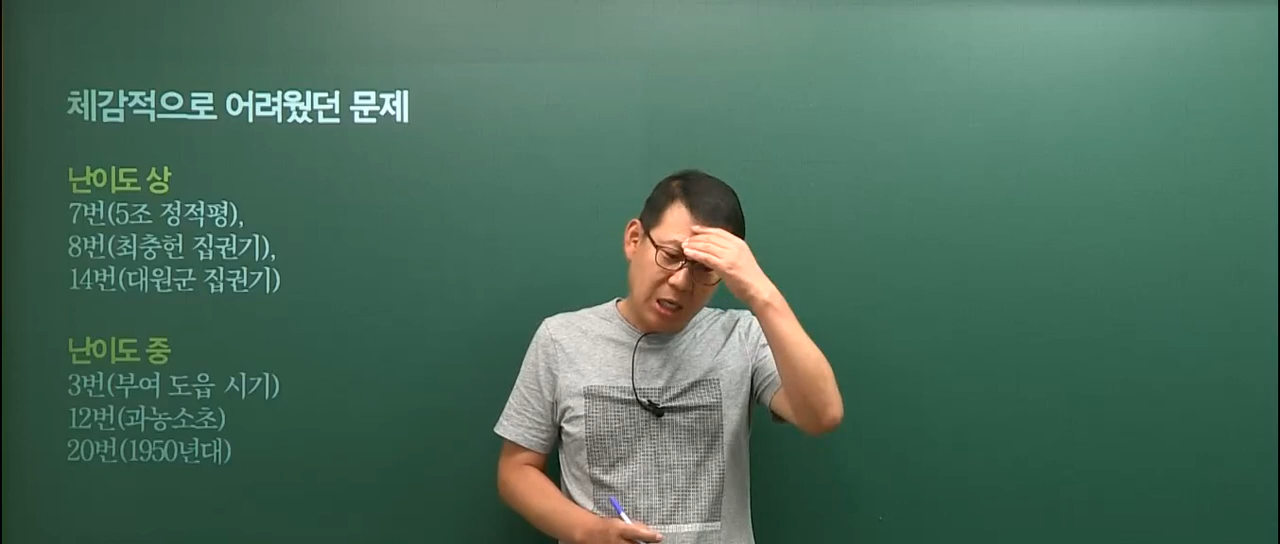 체감적으로 어려웠던 문제
난이도 상
7번(5조 정적평),
8번(최충헌 집권기),
14번(대원군 집권기)
난이도 중
3번(부여 도읍 시기)
12번(과농소초)
20번(1950년대)